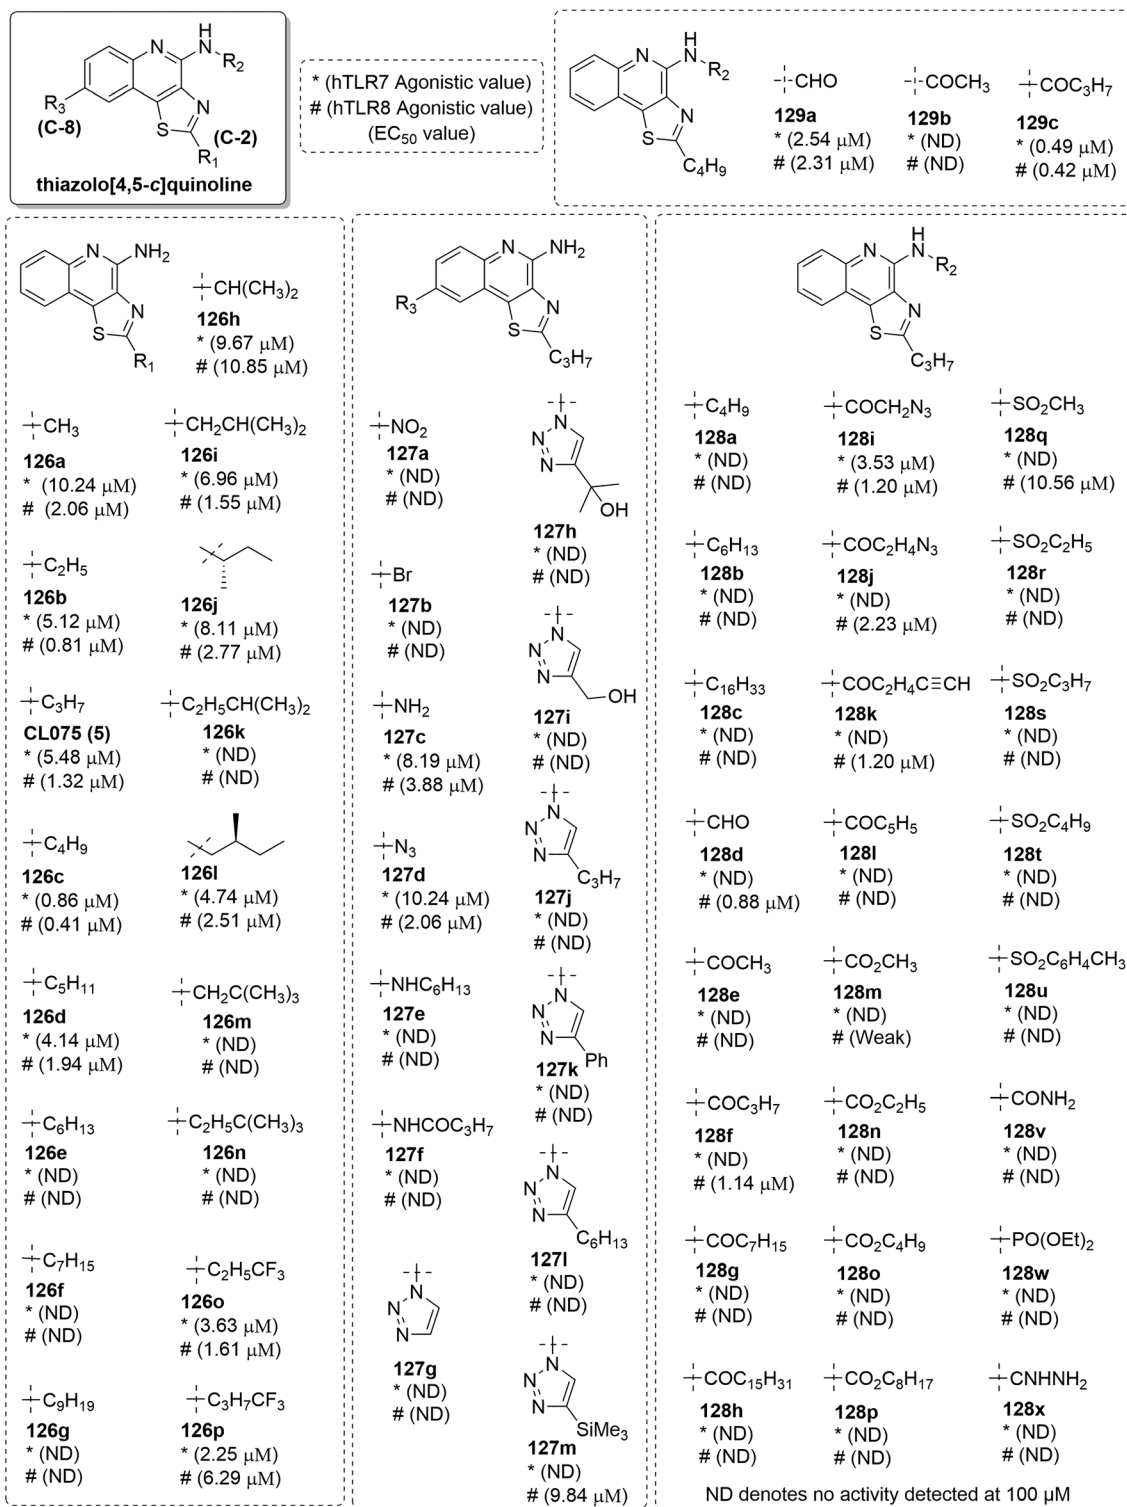 N
H
N
R2
R3
N
(C-8)
S
(C-2)
R1
thiazolo[4,5-c]quinoline
* (hTLR7 Agonistic value)
# (hTLR8 Agonistic value)
(EC50 value)
N
H
N
R2
N
S
C4H9
CHO
129a
* (2.54 μM)
# (2.31 μM)
COCH3
129b
* (ND)
# (ND)
COC3H7
129c
* (0.49 μM)
# (0.42 μM)
N
NH2
N
S
R1
CH(CH3)2
126h
* (9.67 μM)
# (10.85 μM)
CH3
126a
* (10.24 μM)
# (2.06 μM)
CH2CH(CH3)2
126i
* (6.96 μM)
# (1.55 μM)
C2H5
126b
* (5.12 μM)
# (0.81 μM)
126j
* (8.11 μM)
# (2.77 μM)
C3H7
CL075 (5)
* (5.48 μM)
# (1.32 μM)
C2H5CH(CH3)2
126k
* (ND)
# (ND)
C4H9
126c
* (0.86 μM)
# (0.41 μM)
126l
* (4.74 μM)
# (2.51 μM)
C5H11
126d
* (4.14 μM)
# (1.94 μM)
CH2C(CH3)3
126m
* (ND)
# (ND)
C6H13
126e
* (ND)
# (ND)
C2H5C(CH3)3
126n
* (ND)
# (ND)
C7H15
126f
* (ND)
# (ND)
C2H5CF3
126o
* (3.63 μM)
# (1.61 μM)
C9H19
126g
* (ND)
# (ND)
C3H7CF3
126p
* (2.25 μM)
# (6.29 μM)
N
NH2
R3
N
S
C3H7
NO2
127a
* (ND)
# (ND)
Br
127b
* (ND)
# (ND)
NH2
127c
* (8.19 μM)
# (3.88 μM)
N3
127d
* (10.24 μM)
# (2.06 μM)
NHC6H13
127e
* (ND)
# (ND)
NHCOC3H7
127f
* (ND)
# (ND)
N
N
N
127g
* (ND)
# (ND)
N
N
N
OH
127h
* (ND)
# (ND)
N
N
N
OH
127i
* (ND)
# (ND)
N
N
N
C3H7
127j
* (ND)
# (ND)
N
N
N
Ph
127k
* (ND)
# (ND)
N
N
N
C6H13
127l
* (ND)
# (ND)
N
N
N
SiMe3
127m
* (ND)
# (9.84 μM)
N
H
N
R2
N
S
C3H7
C4H9
128a
* (ND)
# (ND)
COCH2N3
128i
* (3.53 μM)
# (1.20 μM)
SO2CH3
128q
* (ND)
# (10.56 μM)
C6H13
128b
* (ND)
# (ND)
COC2H4N3
128j
* (ND)
# (2.23 μM)
SO2C2H5
128r
* (ND)
# (ND)
C16H33
128c
* (ND)
# (ND)
COC2H4C≡CH
128k
* (ND)
# (1.20 μM)
SO2C3H7
128s
* (ND)
# (ND)
CHO
128d
* (ND)
# (0.88 μM)
COC5H5
128l
* (ND)
# (ND)
SO2C4H9
128t
* (ND)
# (ND)
COCH3
128e
* (ND)
# (ND)
CO2CH3
128m
* (ND)
# (Weak)
SO2C6H4CH3
128u
* (ND)
# (ND)
COC3H7
128f
* (ND)
# (1.14 μM)
CO2C2H5
128n
* (ND)
# (ND)
CONH2
128v
* (ND)
# (ND)
COC7H15
128g
* (ND)
# (ND)
CO2C4H9
128o
* (ND)
# (ND)
PO(OEt)2
128w
* (ND)
# (ND)
COC15H31
128h
* (ND)
# (ND)
CO2C8H17
128p
* (ND)
# (ND)
CNHNH2
128x
* (ND)
# (ND)
ND denotes no activity detected at 100 μM